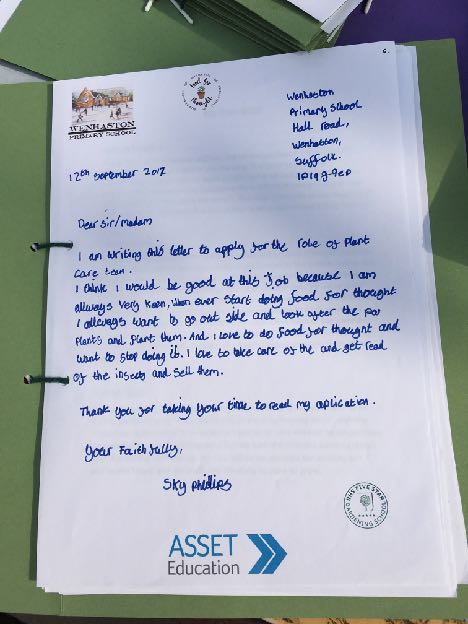 6.
WENHASTON
PRIMARY SCHOOL
food for
thought
Wenhaston
Primary School
Hall road,
Wenhaston,
Suffolk.
IP19 9EP
12th September 2017
Dear Sir/Madam
I am writing this letter to apply for the role of Plant
Care team.
I think I would be good at this Job because I am
allways very keen, when ever start doing food for thought
I allways want to go out side and look after the
Plants and Plant them. And I love to do food for thought and
want to stop doing it. I love to take care of the and get read
of the insects and sell them.
Thank you for taking your time to read my application.
Your Faithfully,
Sky Phillips
ASSET
Education